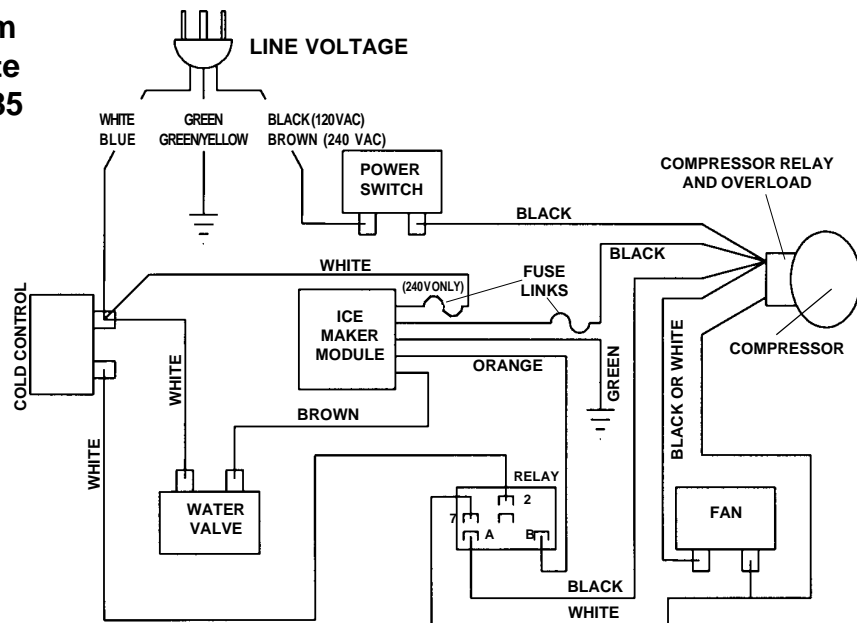 LINE VOLTAGE
WHITE
BLUE
GREEN
GREEN/YELLOW
BLACK (120VAC)
BROWN (240 VAC)
POWER
SWITCH
COMPRESSOR RELAY
AND OVERLOAD
BLACK
BLACK
WHITE
(240V ONLY)
FUSE
LINKS
COLD CONTROL
ICE
MAKER
MODULE
COMPRESSOR
ORANGE
GREEN
WHITE
BROWN
BLACK OR WHITE
WHITE
RELAY
2
7
A
B
WATER
VALVE
FAN
BLACK
WHITE
35